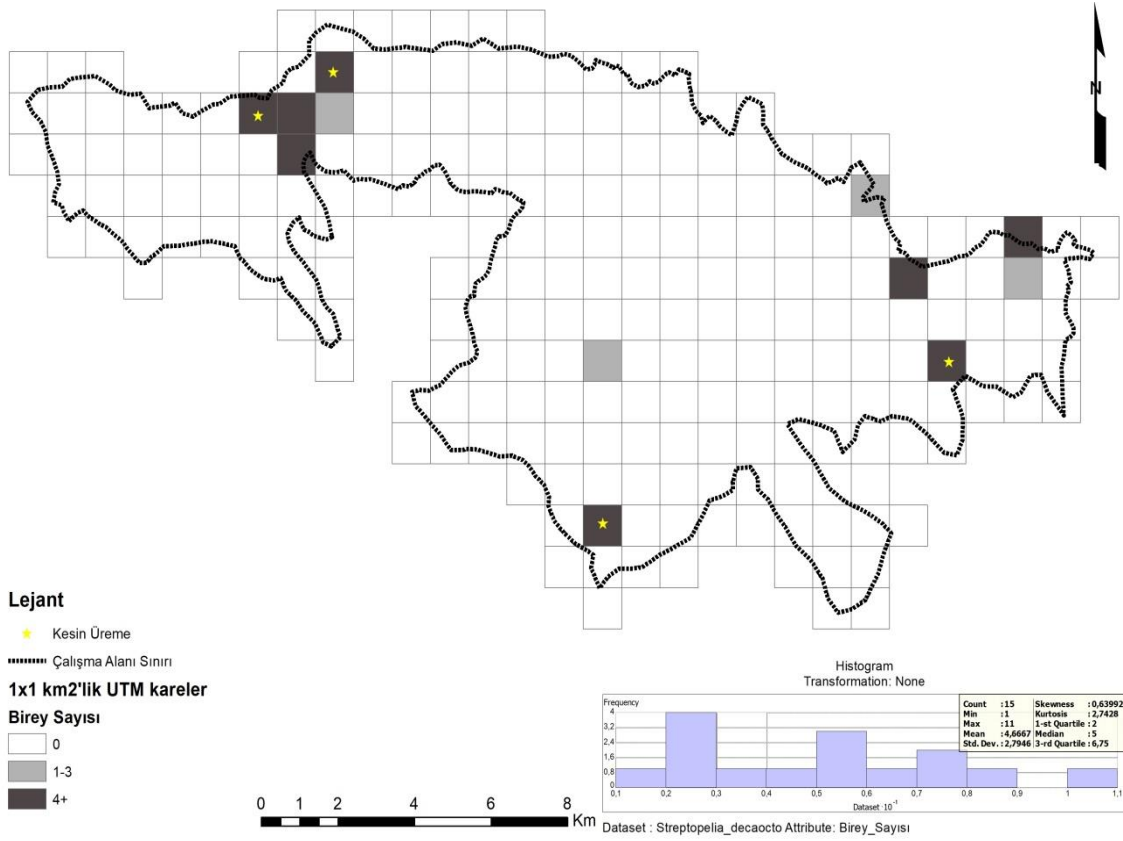 N
Lejant
Kesin Üreme
Çalışma Alanı Sınırı
1x1 km2'lik UTM kareler
Birey Sayısı
0
1-3
4+
0 1 2 4 6 8
Km
Histogram
Transformation: None
Frequency
4
3,2
2,4
1,6
0,8
0
0,1 0,2 0,3 0,4 0,5 0,6 0,7 0,8 0,9 1 1,1
Dataset ·10⁻¹
Count : 15 Skewness : 0,63992
Min : 1 Kurtosis : 2,7428
Max : 11 1-st Quartile : 2
Mean : 4,6667 Median : 5
Std. Dev. : 2,7946 3-rd Quartile : 6,75
Dataset : Streptopelia_decaocto Attribute: Birey_Sayısı